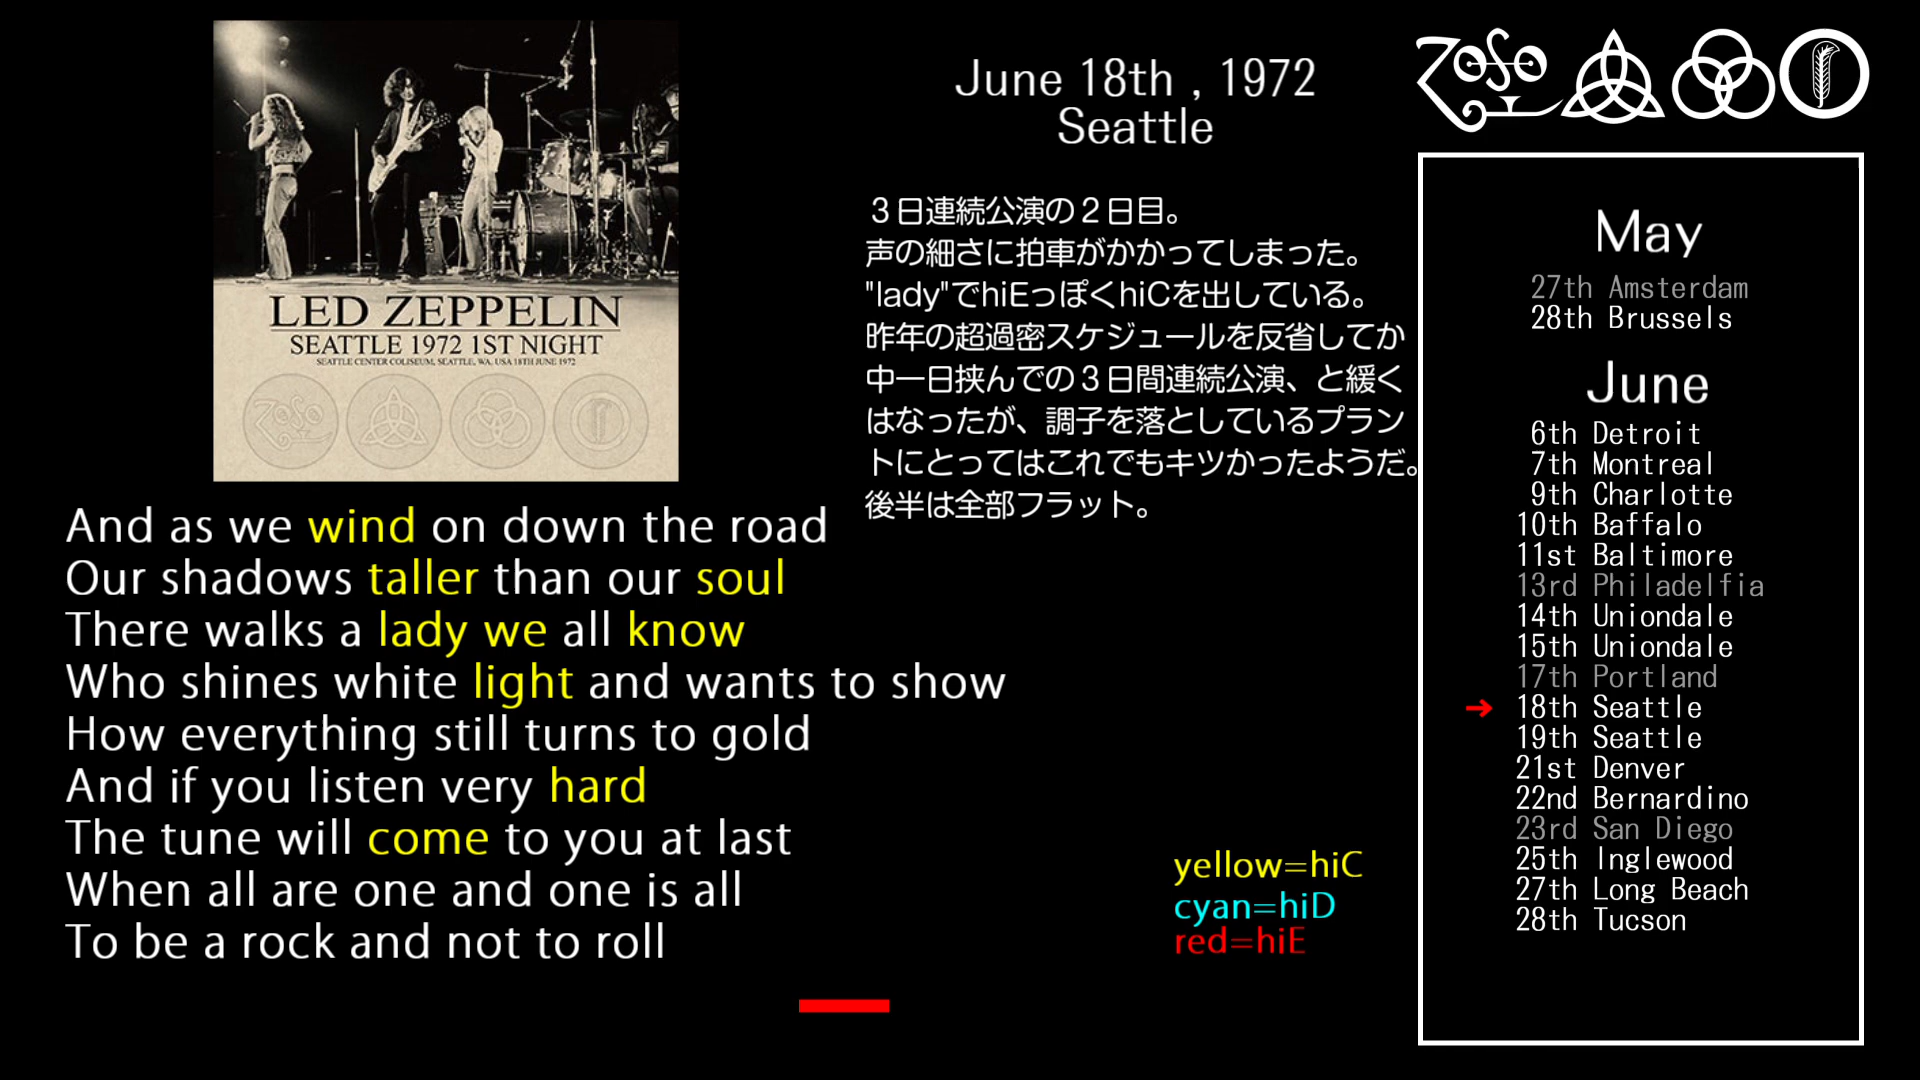 LED ZEPPELIN
SEATTLE 1972 1ST NIGHT
SEATTLE CENTER COLISEUM, SEATTLE, WA, USA 18TH JUNE 1972
June 18th , 1972
Seattle
３日連続公演の２日目。
声の細さに拍車がかかってしまった。
"lady"でhiEっぽくhiCを出している。
昨年の超過密スケジュールを反省してか
中一日挟んでの３日間連続公演、と緩く
はなったが、調子を落としているプラン
トにとってはこれでもキツかったようだ。
後半は全部フラット。
And as we wind on down the road
Our shadows taller than our soul
There walks a lady we all know
Who shines white light and wants to show
How everything still turns to gold
And if you listen very hard
The tune will come to you at last
When all are one and one is all
To be a rock and not to roll
yellow=hiC
cyan=hiD
red=hiE
ZOSO
May
27th Amsterdam
28th Brussels
June
6th Detroit
7th Montreal
9th Charlotte
10th Baffalo
11st Baltimore
13rd Philadelfia
14th Uniondale
15th Uniondale
17th Portland
→ 18th Seattle
19th Seattle
21st Denver
22nd Bernardino
23rd San Diego
25th Inglewood
27th Long Beach
28th Tucson